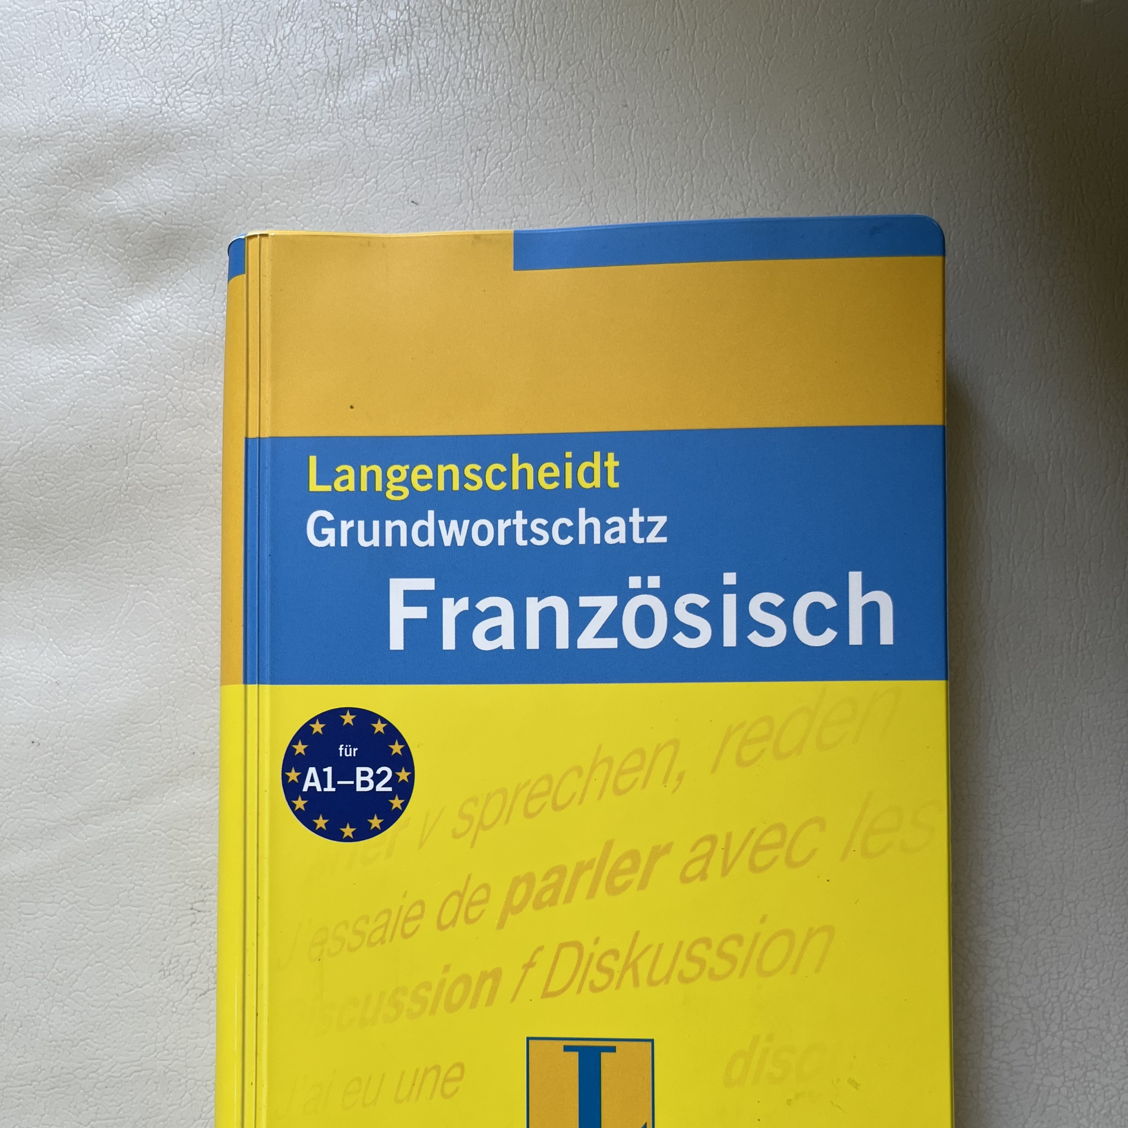 Langenscheidt
Grundwortschatz
Französisch
für
A1–B2
v sprechen, reden
J'essaie de parler avec les
discussion f Diskussion
J'ai eu une
L